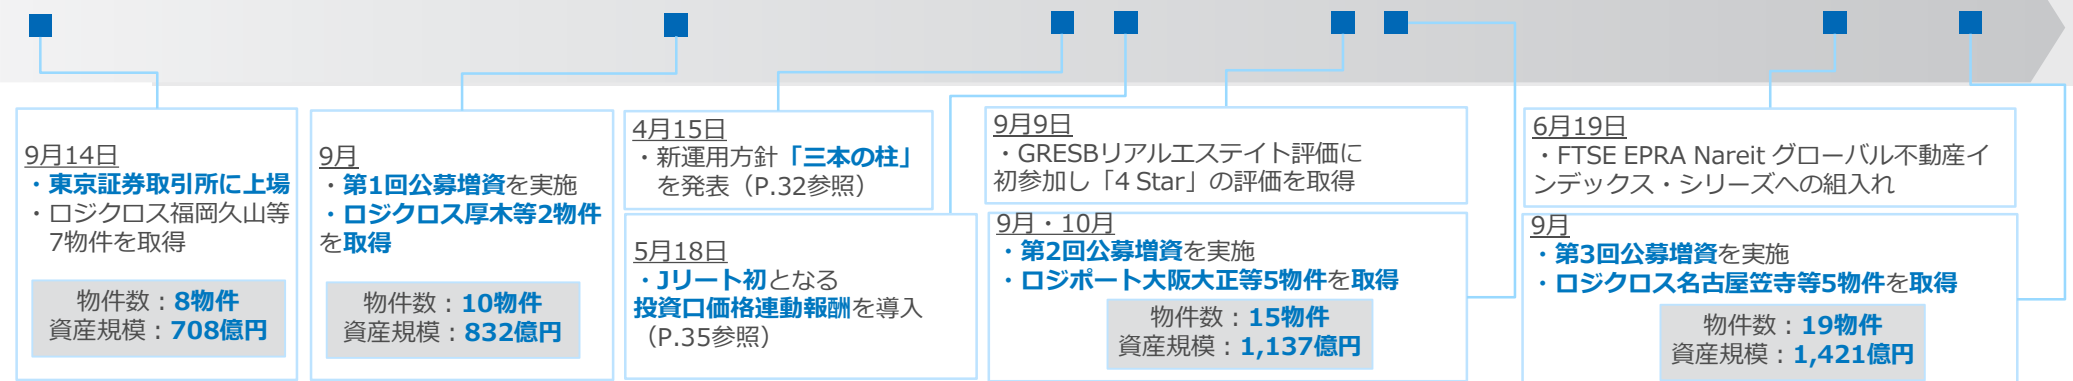 9月14日
・東京証券取引所に上場
・ロジクロス福岡久山等
7物件を取得
物件数：8物件
資産規模：708億円
9月
・第1回公募増資を実施
・ロジクロス厚木等2物件
を取得
物件数：10物件
資産規模：832億円
4月15日
・新運用方針「三本の柱」
を発表（P.32参照）
5月18日
・Jリート初となる
投資口価格連動報酬を導入
（P.35参照）
9月9日
・GRESBリアルエステイト評価に
初参加し「4 Star」の評価を取得
9月・10月
・第2回公募増資を実施
・ロジポート大阪大正等5物件を取得
物件数：15物件
資産規模：1,137億円
6月19日
・FTSE EPRA Nareit グローバル不動産イ
ンデックス・シリーズへの組入れ
9月
・第3回公募増資を実施
・ロジクロス名古屋笠寺等5物件を取得
物件数：19物件
資産規模：1,421億円